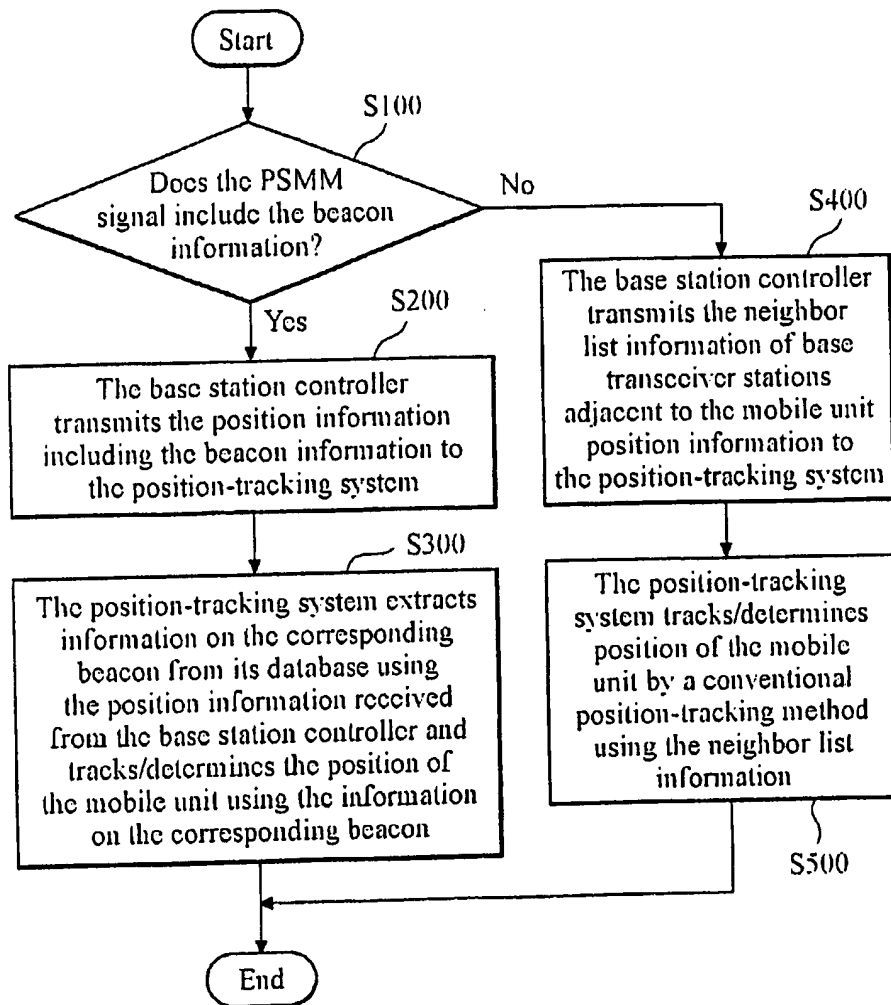 Start
S100
Does the PSMM
signal include the beacon
information?
No
Yes
S200
The base station controller
transmits the position information
including the beacon information to
the position-tracking system
S300
The position-tracking system extracts
information on the corresponding
beacon from its database using
the position information received
from the base station controller and
tracks/determines the position of
the mobile unit using the information
on the corresponding beacon
S400
The base station controller
transmits the neighbor
list information of base
transceiver stations
adjacent to the mobile unit
position information to
the position-tracking system
The position-tracking
system tracks/determines
position of the mobile
unit by a conventional
position-tracking method
using the neighbor list
information
S500
End